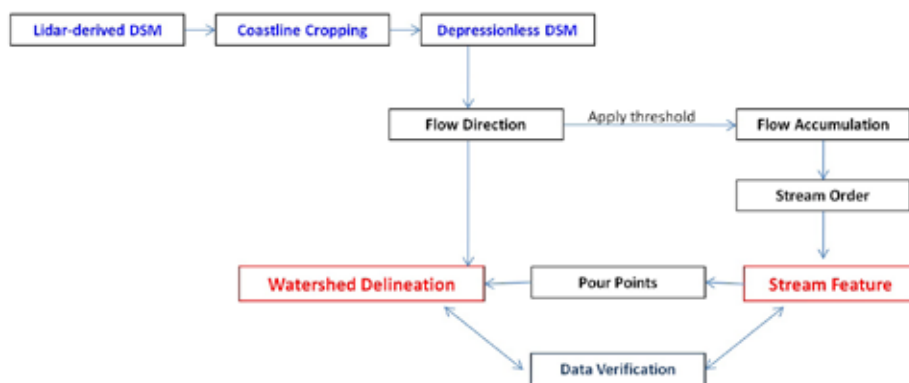 Lidar-derived DSM
Coastline Cropping
Depressionless DSM
Flow Direction
Apply threshold
Flow Accumulation
Stream Order
Watershed Delineation
Pour Points
Stream Feature
Data Verification